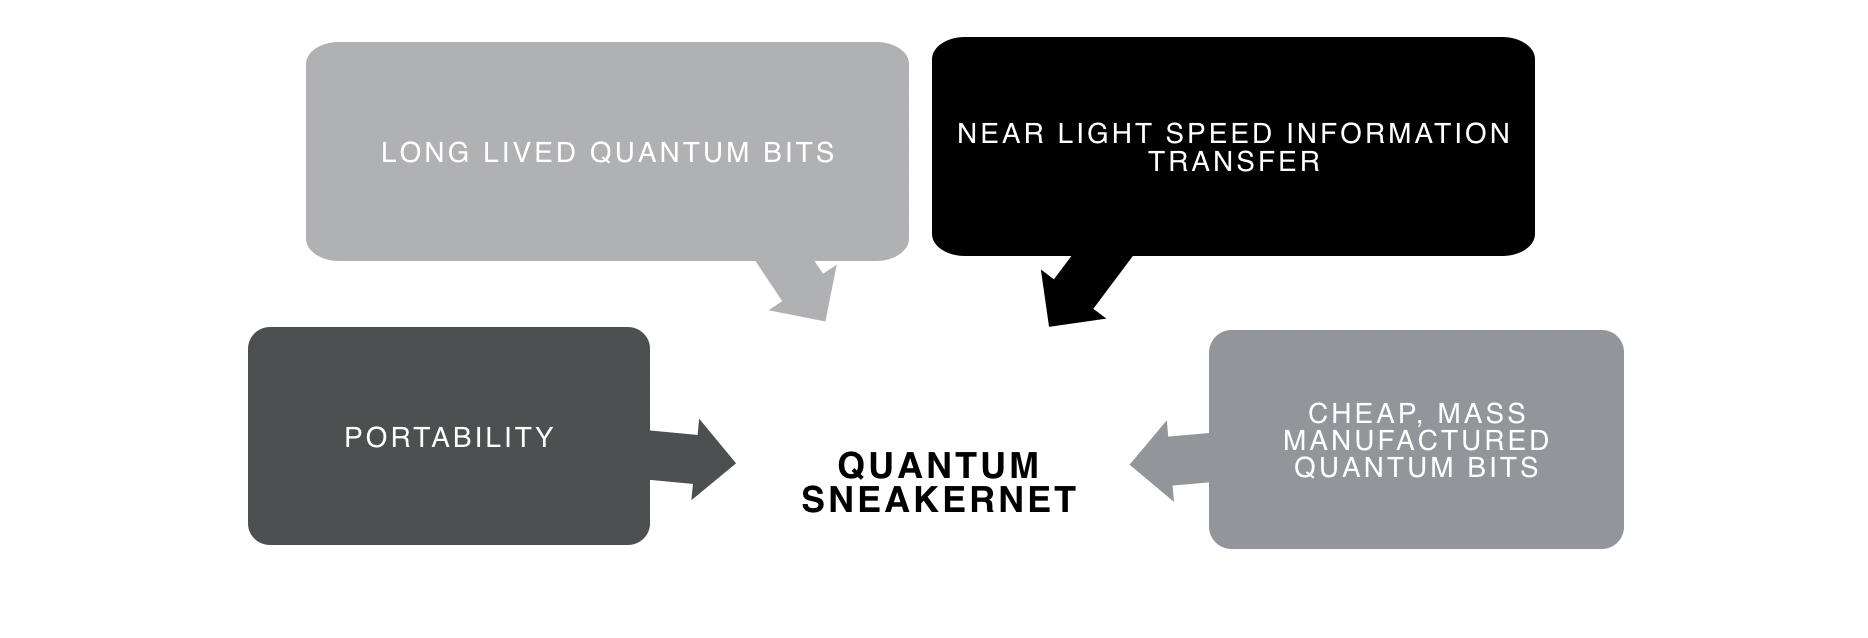 LONG LIVED QUANTUM BITS
NEAR LIGHT SPEED INFORMATION
TRANSFER
PORTABILITY
QUANTUM
SNEAKERNET
CHEAP, MASS
MANUFACTURED
QUANTUM BITS